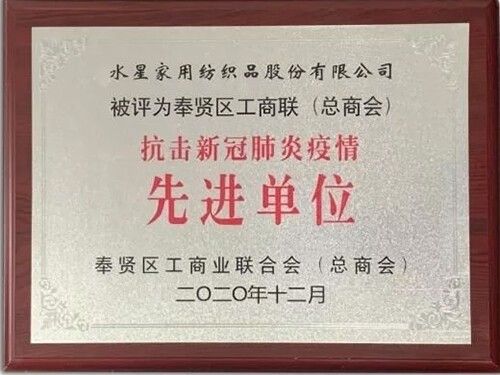 水星家用纺织品股份有限公司
被评为奉贤区工商联（总商会）
抗击新冠肺炎疫情
先进单位
奉贤区工商业联合会（总商会）
二〇二〇年十二月